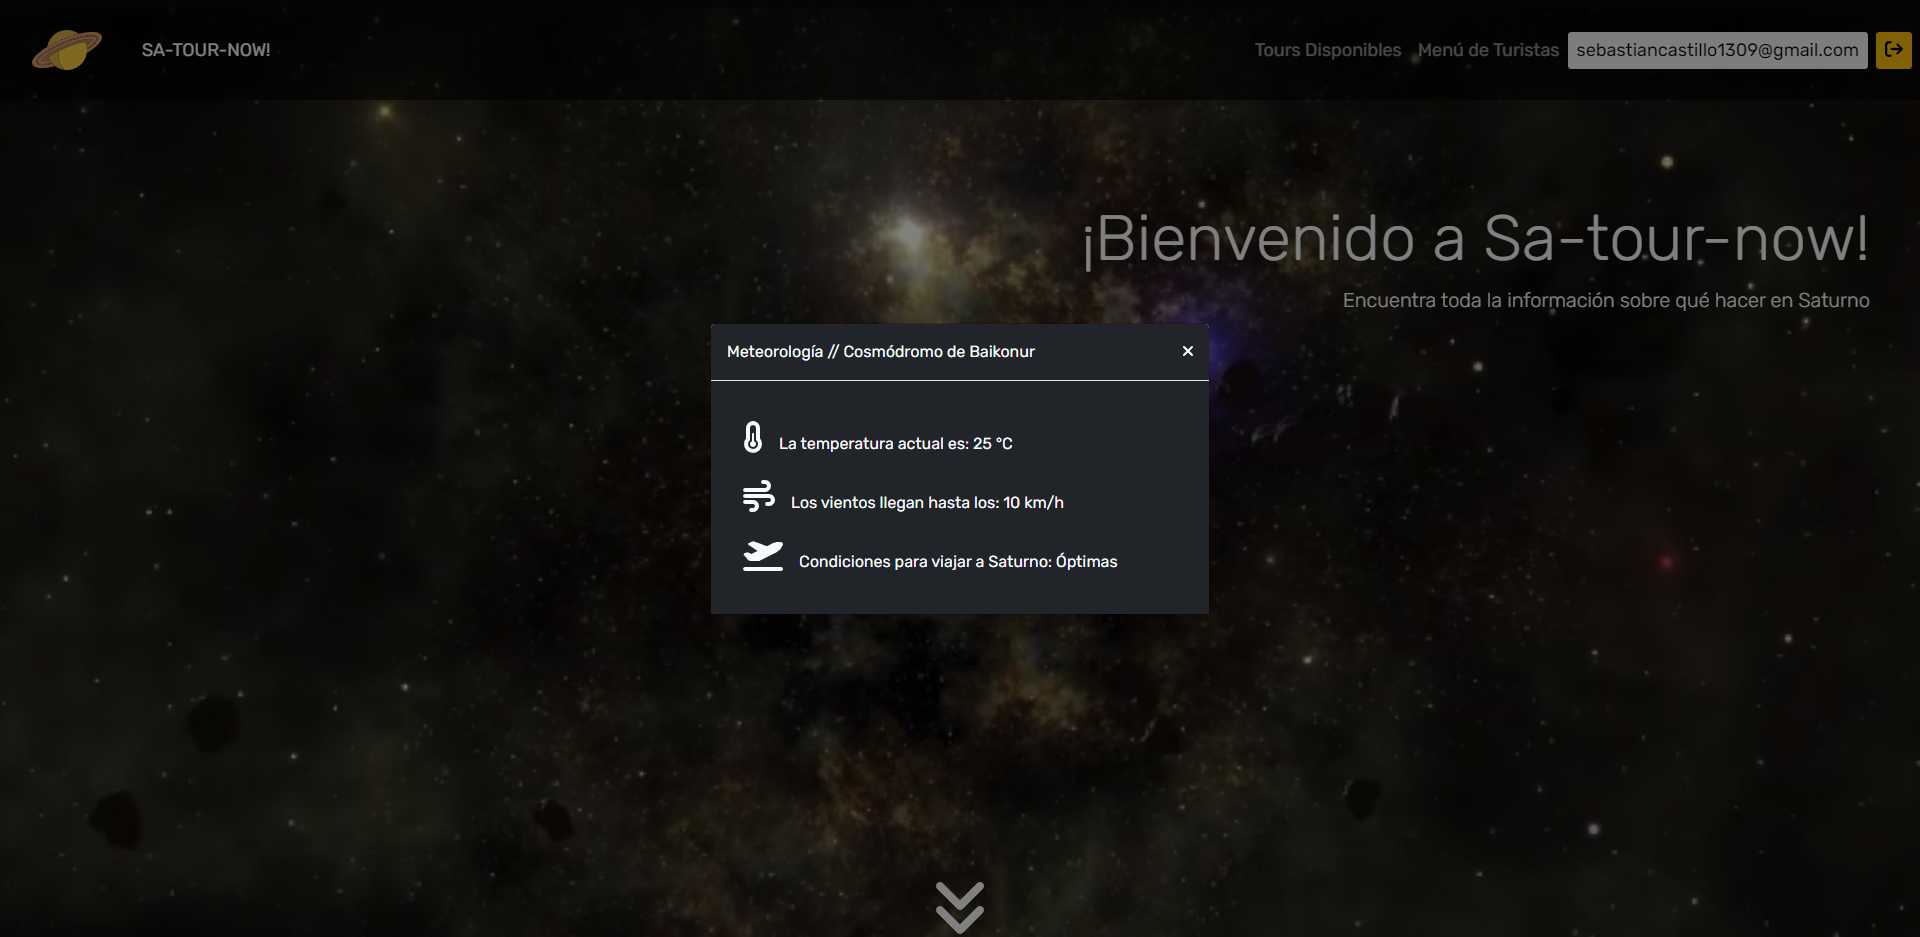 SA-TOUR-NOW!
Tours Disponibles
Menú de Turistas
sebastiancastillo1309@gmail.com
¡Bienvenido a Sa-tour-now!
Encuentra toda la información sobre qué hacer en Saturno
Meteorología // Cosmódromo de Baikonur
La temperatura actual es: 25 °C
Los vientos llegan hasta los: 10 km/h
Condiciones para viajar a Saturno: Óptimas